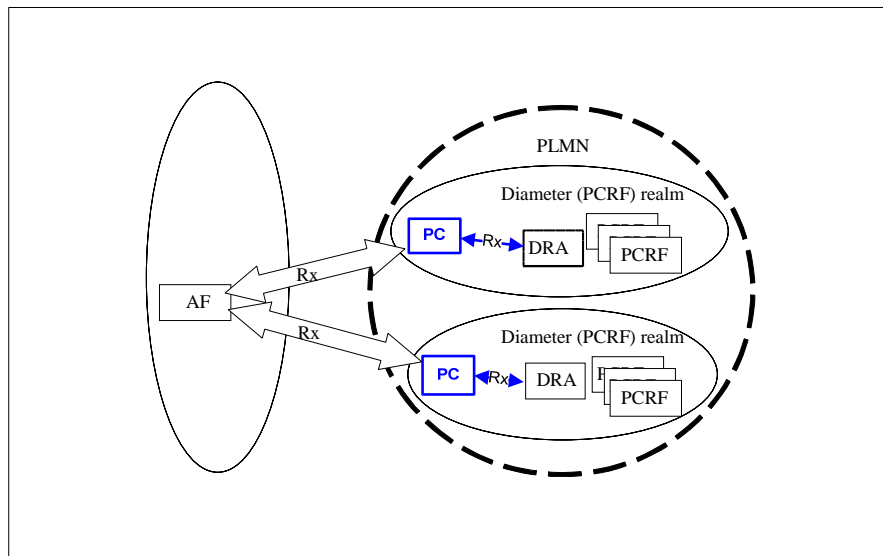 PLMN
Diameter (PCRF) realm
PC
Rx
DRA
PCRF
Rx
AF
Rx
Diameter (PCRF) realm
PC
Rx
DRA
PCRF